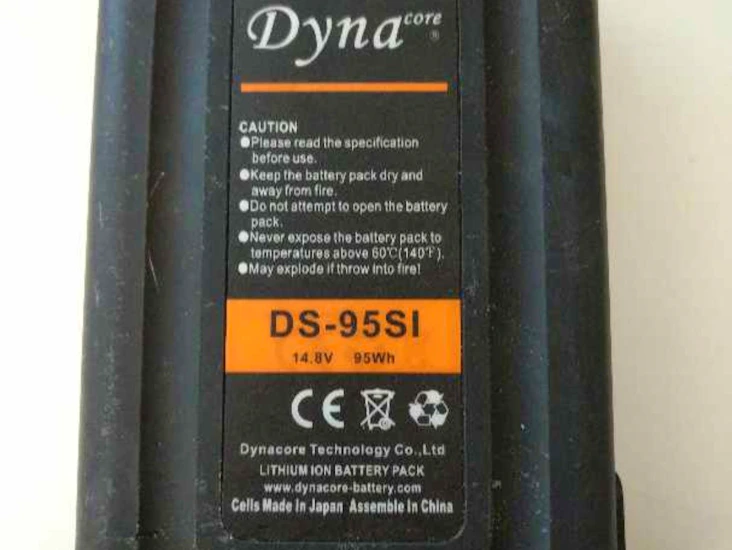 Dyna core ®
CAUTION
●Please read the specification
before use.
●Keep the battery pack dry and
away from fire.
●Do not attempt to open the battery
pack.
●Never expose the battery pack to
temperatures above 60℃(140℉).
●May explode if throw into fire!
DS-95SI
14.8V 95Wh
CE
Dynacore Technology Co.,Ltd
LITHIUM ION BATTERY PACK
www.dynacore-battery.com
Cells Made In Japan Assemble In China